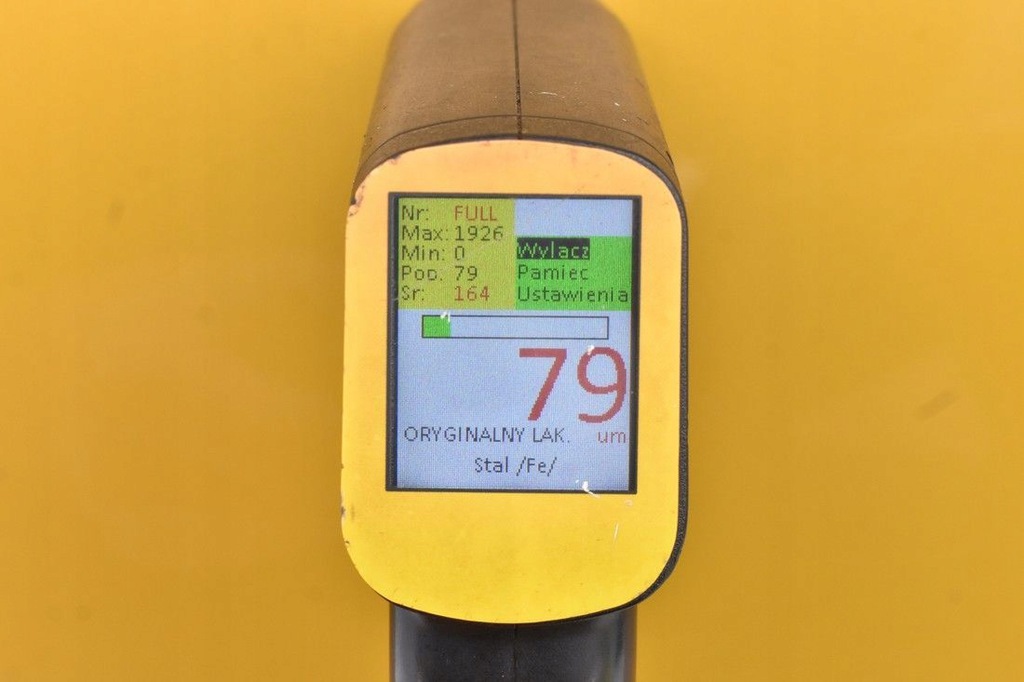 Nr: FULL
Max: 1926
Min: 0
Pop. 79
Sr: 164
Wylacz
Pamiec
Ustawienia
79
ORYGINALNY LAK. um
Stal /Fe/